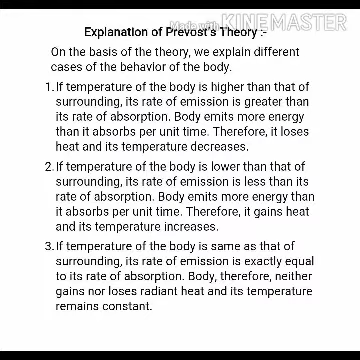 Made with KINEMASTER
Explanation of Prevost's Theory :-
On the basis of the theory, we explain different
cases of the behavior of the body.
1. If temperature of the body is higher than that of
surrounding, its rate of emission is greater than
its rate of absorption. Body emits more energy
than it absorbs per unit time. Therefore, it loses
heat and its temperature decreases.
2. If temperature of the body is lower than that of
surrounding, its rate of emission is less than its
rate of absorption. Body emits more energy than
it absorbs per unit time. Therefore, it gains heat
and its temperature increases.
3. If temperature of the body is same as that of
surrounding, its rate of emission is exactly equal
to its rate of absorption. Body, therefore, neither
gains nor loses radiant heat and its temperature
remains constant.